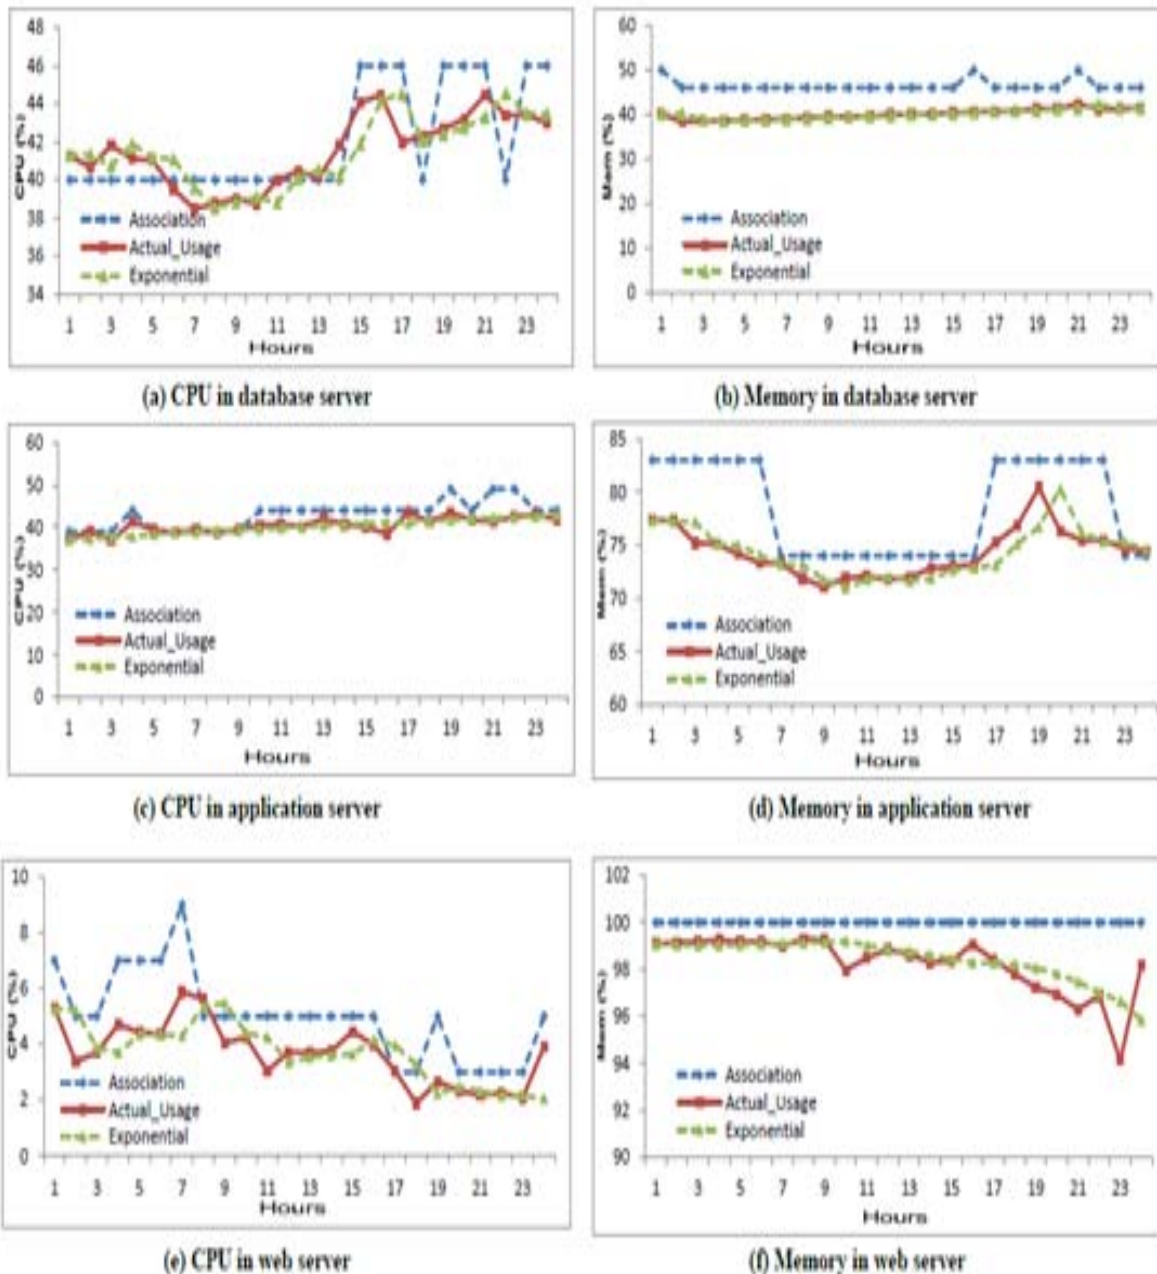 48
46
44
42
40
38
36
34
CPU (%)
Association
Actual_Usage
Exponential
1 3 5 7 9 11 13 15 17 19 21 23
Hours
(a) CPU in database server
60
50
40
30
20
10
0
Mem (%)
Association
Actual_Usage
Exponential
1 3 5 7 9 11 13 15 17 19 21 23
Hours
(b) Memory in database server
60
50
40
30
20
10
0
CPU (%)
Association
Actual_Usage
Exponential
1 3 5 7 9 11 13 15 17 19 21 23
Hours
(c) CPU in application server
85
80
75
70
65
60
Mem (%)
Association
Actual_Usage
Exponential
1 3 5 7 9 11 13 15 17 19 21 23
Hours
(d) Memory in application server
10
8
6
4
2
0
CPU (%)
Association
Actual_Usage
Exponential
1 3 5 7 9 11 13 15 17 19 21 23
Hours
(e) CPU in web server
102
100
98
96
94
92
90
Mem (%)
Association
Actual_Usage
Exponential
1 3 5 7 9 11 13 15 17 19 21 23
Hours
(f) Memory in web server